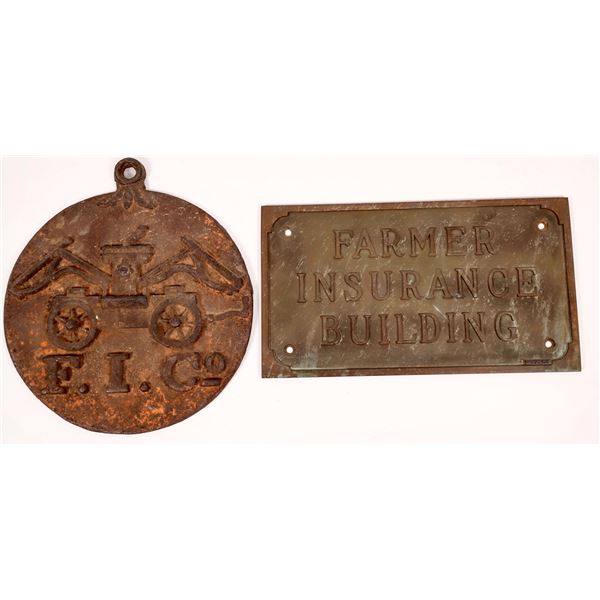 F. I. Co
FARMER
INSURANCE
BUILDING